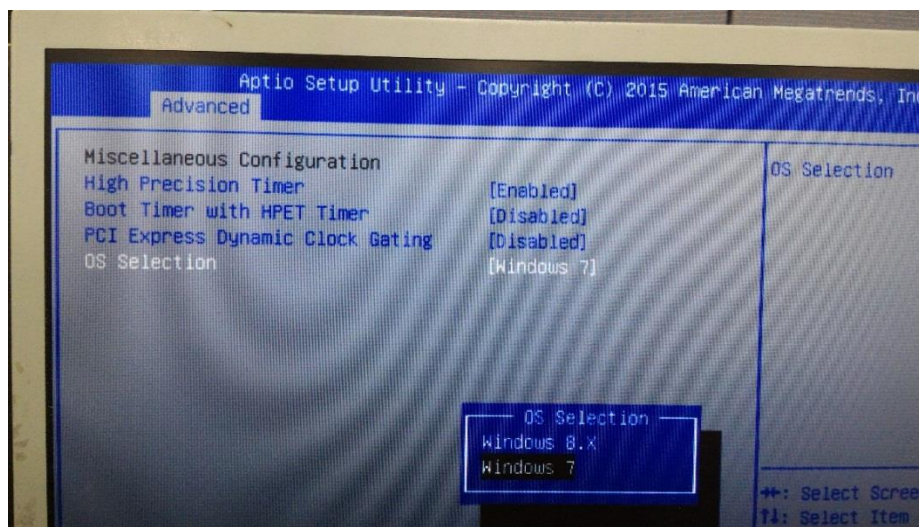 Aptio Setup Utility - Copyright (C) 2015 American Megatrends,
Advanced
Miscellaneous Configuration
High Precision Timer [Enabled]
Boot Timer with HPET Timer [Disabled]
PCI Express Dynamic Clock Gating [Disabled]
OS Selection [Windows 7]
OS Selection
OS Selection
Windows 8.X
Windows 7
: Select
: Select Item